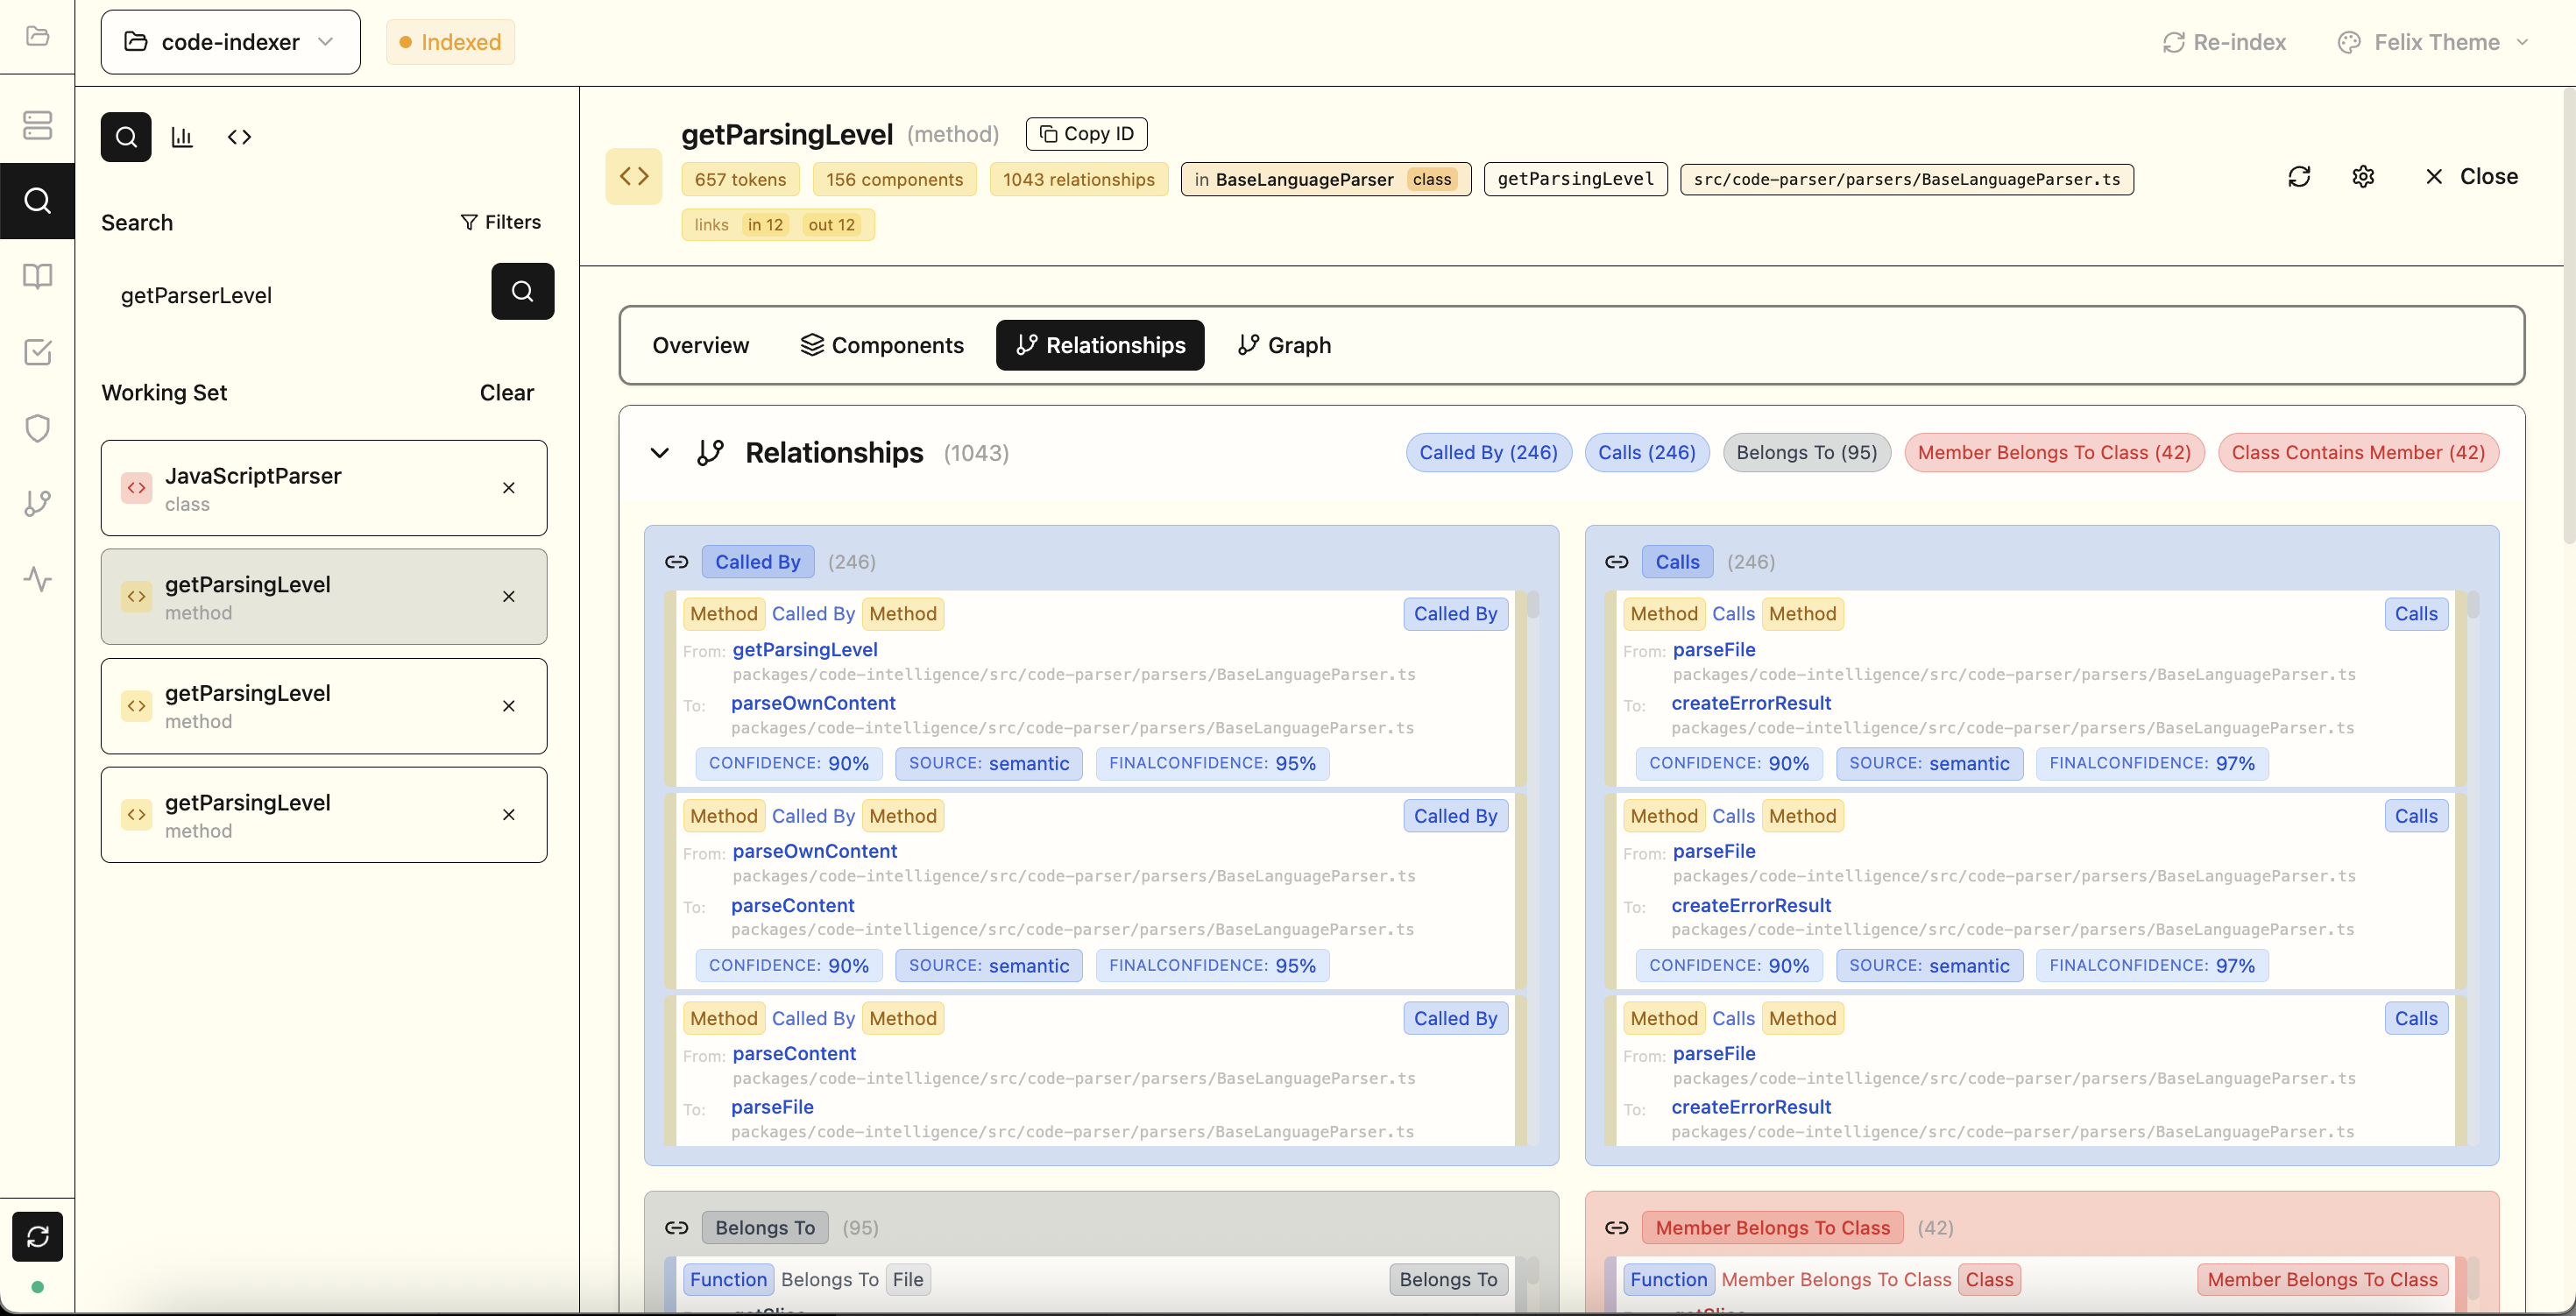 code-indexer
Indexed
Re-index
Felix Theme
Search
Filters
getParserLevel
Working Set
Clear
JavaScriptParser
class
getParsingLevel
method
getParsingLevel
method
getParsingLevel
method
getParsingLevel (method)
Copy ID
657 tokens
156 components
1043 relationships
in BaseLanguageParser class
getParsingLevel
src/code-parser/parsers/BaseLanguageParser.ts
links in 12 out 12
Close
Overview
Components
Relationships
Graph
Relationships (1043)
Called By (246)
Calls (246)
Belongs To (95)
Member Belongs To Class (42)
Class Contains Member (42)
Called By (246)
Method Called By Method
Called By
From: getParsingLevel
packages/code-intelligence/src/code-parser/parsers/BaseLanguageParser.ts
To: parseOwnContent
packages/code-intelligence/src/code-parser/parsers/BaseLanguageParser.ts
CONFIDENCE: 90% SOURCE: semantic FINALCONFIDENCE: 95%
Method Called By Method
Called By
From: parseOwnContent
packages/code-intelligence/src/code-parser/parsers/BaseLanguageParser.ts
To: parseContent
packages/code-intelligence/src/code-parser/parsers/BaseLanguageParser.ts
CONFIDENCE: 90% SOURCE: semantic FINALCONFIDENCE: 95%
Method Called By Method
Called By
From: parseContent
packages/code-intelligence/src/code-parser/parsers/BaseLanguageParser.ts
To: parseFile
packages/code-intelligence/src/code-parser/parsers/BaseLanguageParser.ts
Calls (246)
Method Calls Method
Calls
From: parseFile
packages/code-intelligence/src/code-parser/parsers/BaseLanguageParser.ts
To: createErrorResult
packages/code-intelligence/src/code-parser/parsers/BaseLanguageParser.ts
CONFIDENCE: 90% SOURCE: semantic FINALCONFIDENCE: 97%
Method Calls Method
Calls
From: parseFile
packages/code-intelligence/src/code-parser/parsers/BaseLanguageParser.ts
To: createErrorResult
packages/code-intelligence/src/code-parser/parsers/BaseLanguageParser.ts
CONFIDENCE: 90% SOURCE: semantic FINALCONFIDENCE: 97%
Method Calls Method
Calls
From: parseFile
packages/code-intelligence/src/code-parser/parsers/BaseLanguageParser.ts
To: createErrorResult
packages/code-intelligence/src/code-parser/parsers/BaseLanguageParser.ts
Belongs To (95)
Function Belongs To File
Belongs To
Member Belongs To Class (42)
Function Member Belongs To Class Class
Member Belongs To Class